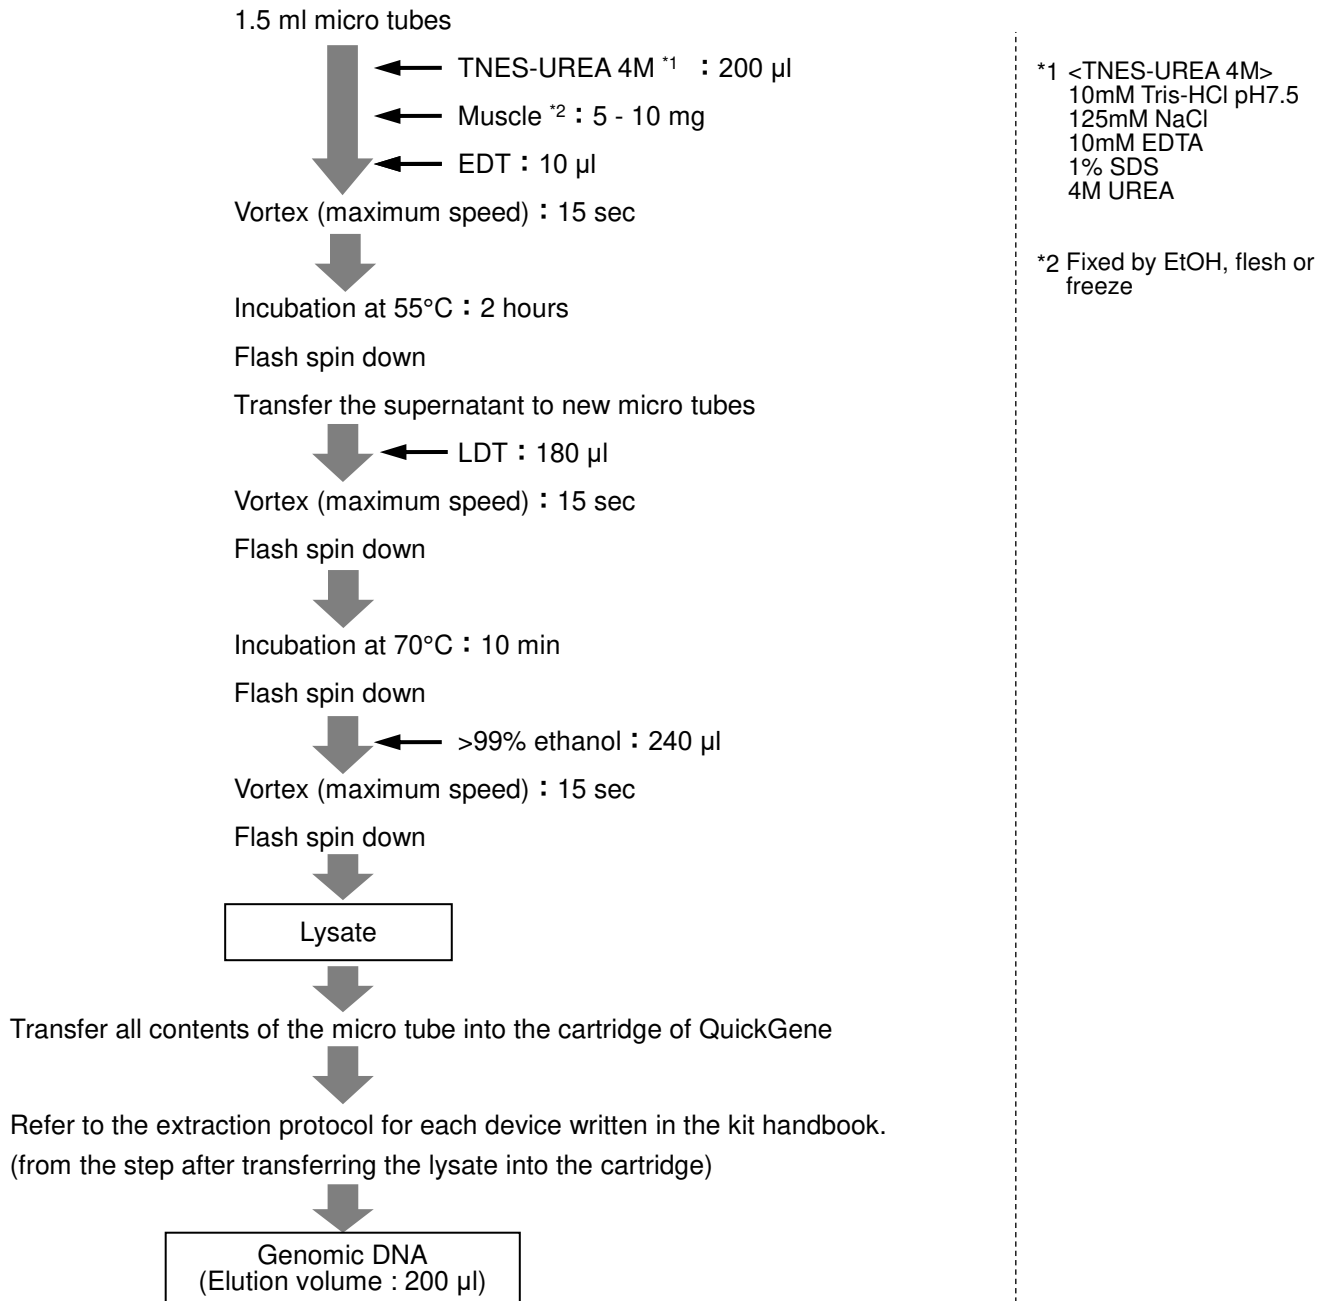 1.5 ml micro tubes
TNES-UREA 4M *1 : 200 µl
Muscle *2 : 5 - 10 mg
EDT : 10 µl
Vortex (maximum speed) : 15 sec
Incubation at 55°C : 2 hours
Flash spin down
Transfer the supernatant to new micro tubes
LDT : 180 µl
Vortex (maximum speed) : 15 sec
Flash spin down
Incubation at 70°C : 10 min
Flash spin down
>99% ethanol : 240 µl
Vortex (maximum speed) : 15 sec
Flash spin down
Lysate
Transfer all contents of the micro tube into the cartridge of QuickGene
Refer to the extraction protocol for each device written in the kit handbook.
(from the step after transferring the lysate into the cartridge)
Genomic DNA
(Elution volume : 200 µl)
*1 <TNES-UREA 4M>
10mM Tris-HCl pH7.5
125mM NaCl
10mM EDTA
1% SDS
4M UREA
*2 Fixed by EtOH, flesh or
freeze